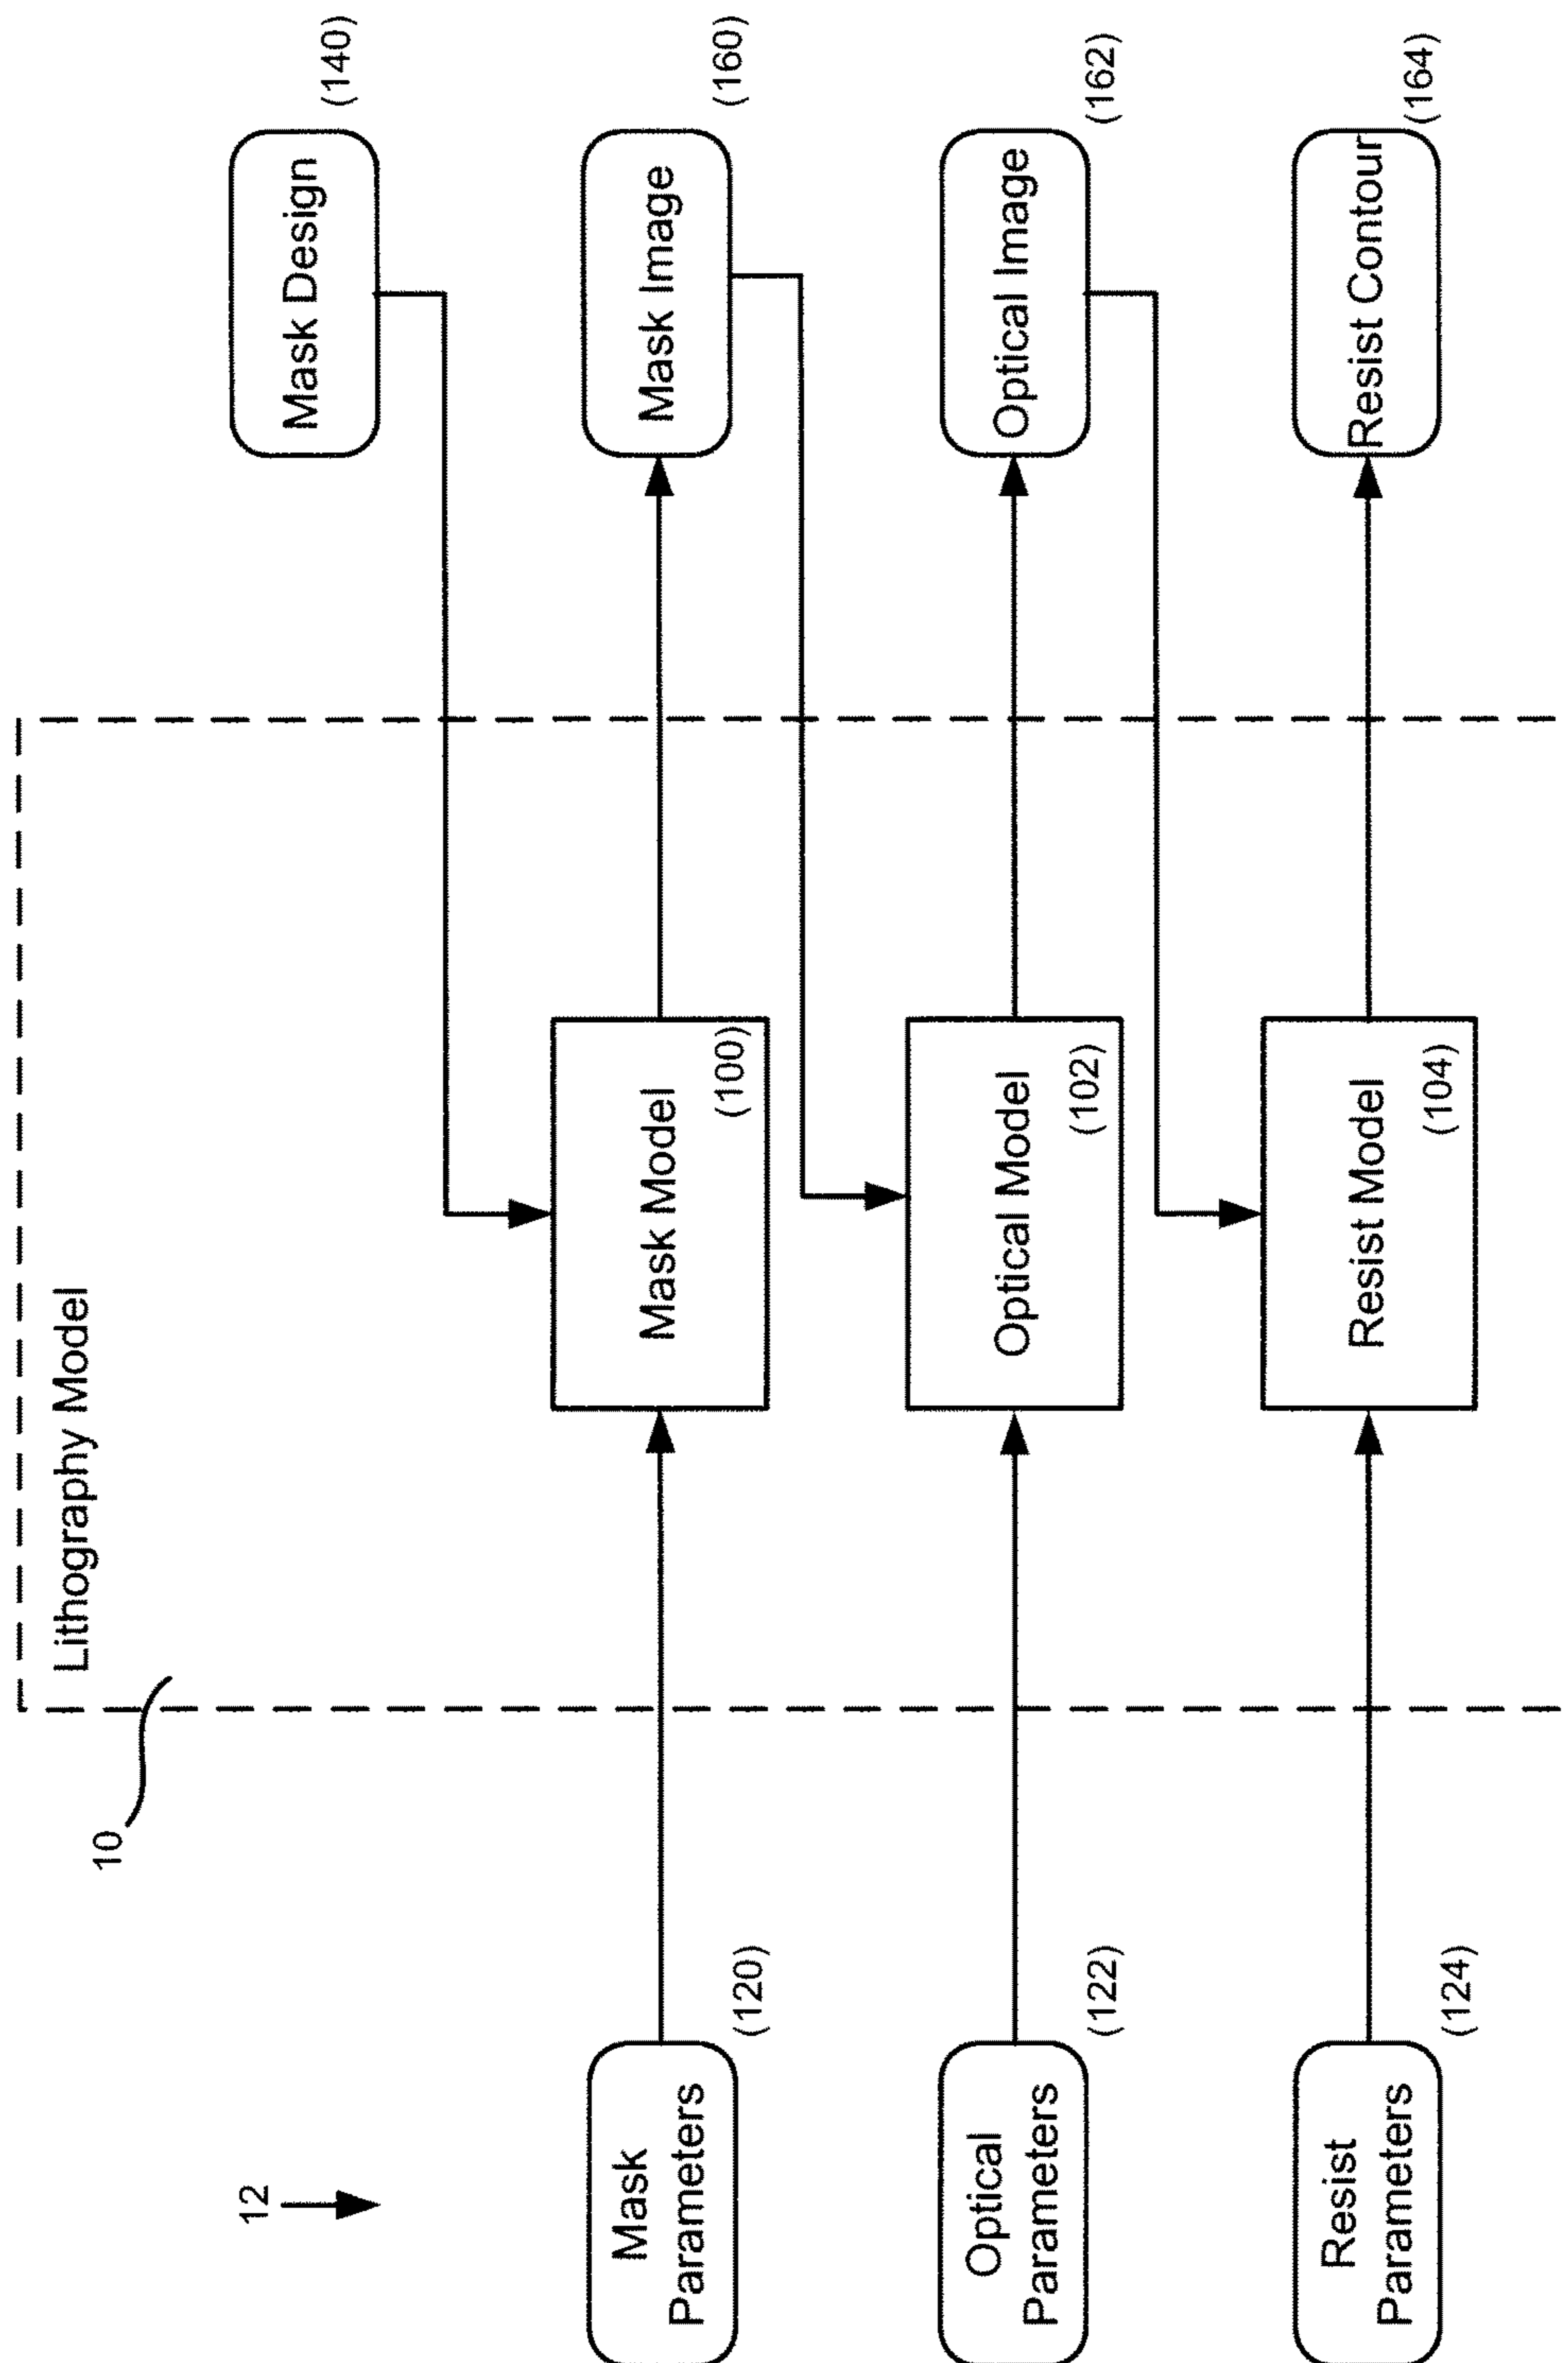 Lithography Model
10
12
Mask Design
(140)
Mask
Parameters
(120)
Mask Model
(100)
Mask Image
(160)
Optical
Parameters
(122)
Optical Model
(102)
Optical Image
(162)
Resist
Parameters
(124)
Resist Model
(104)
Resist Contour
(164)